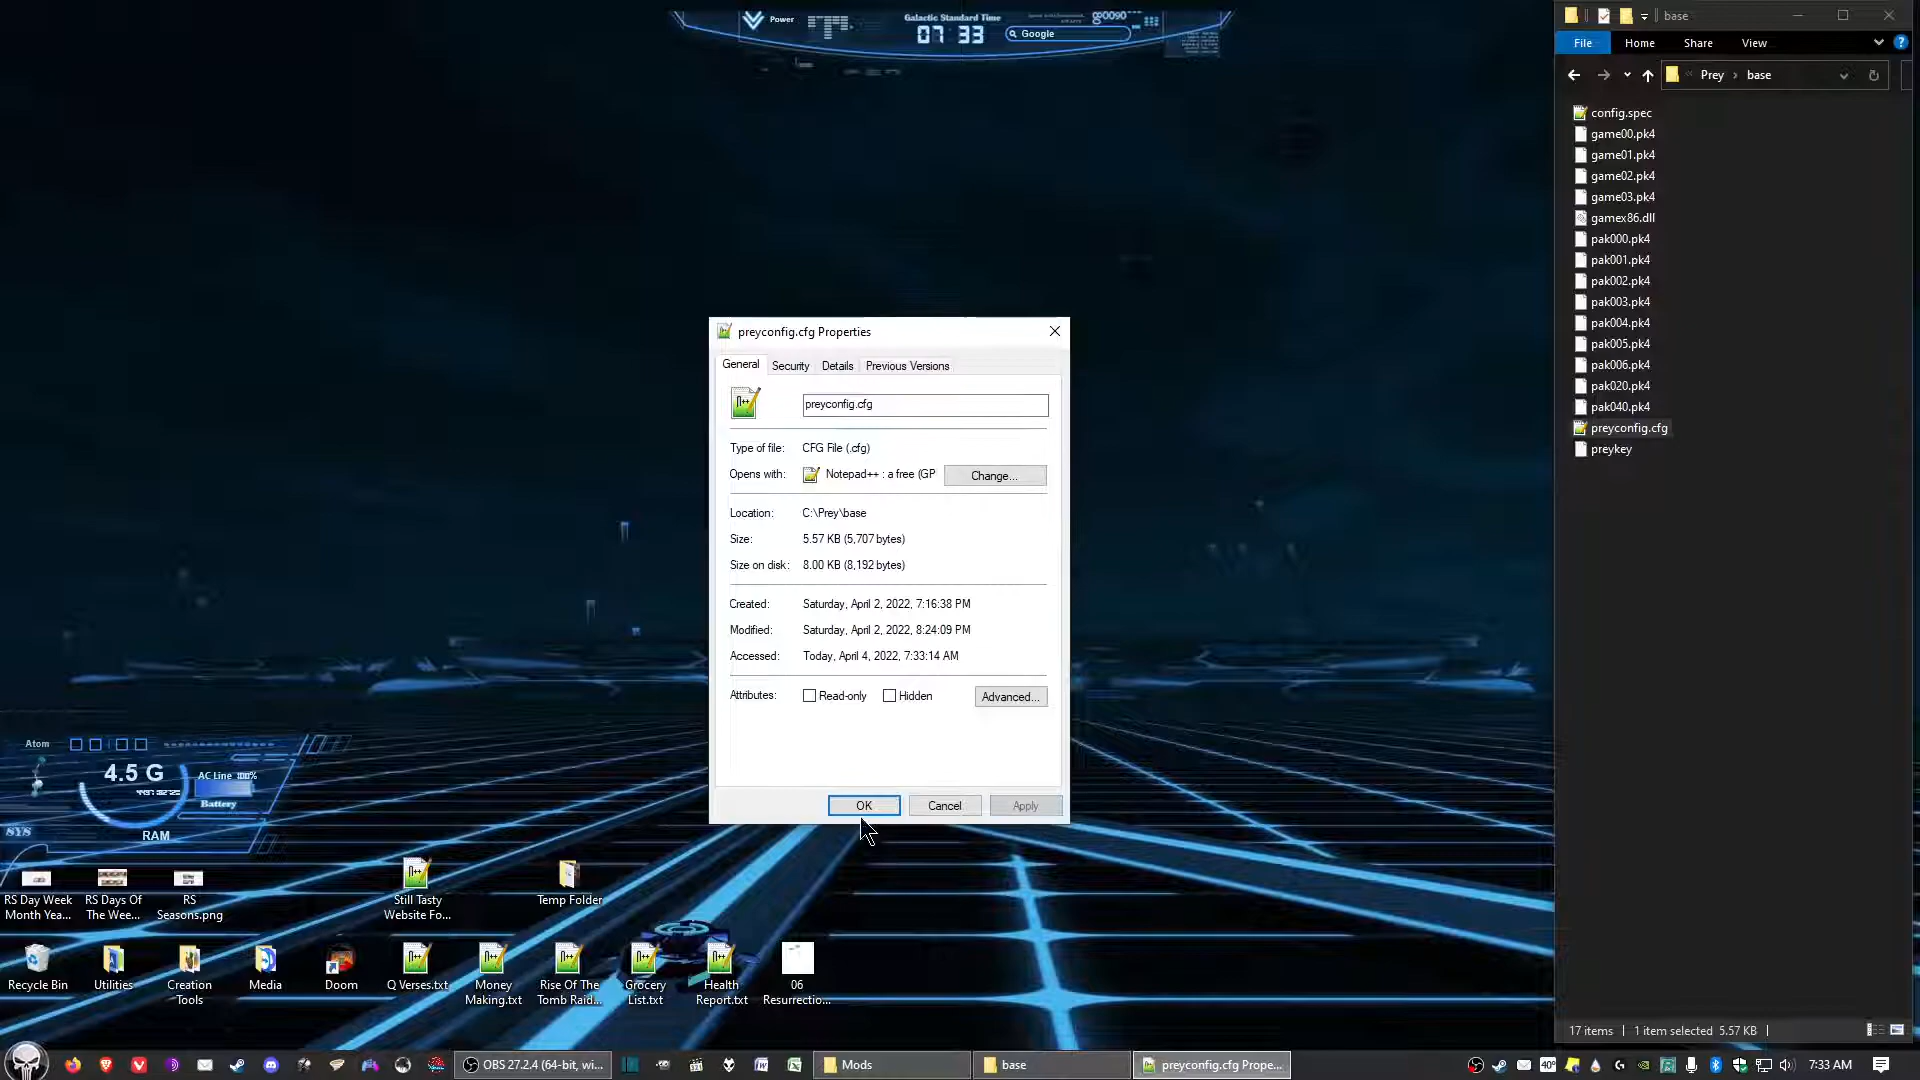 Power
Galactic Standard Time
07 33
Google
base
File
Home
Share
View
Prey
base
config.spec
game00.pk4
game01.pk4
game02.pk4
game03.pk4
gamex86.dll
pak000.pk4
pak001.pk4
pak002.pk4
pak003.pk4
pak004.pk4
pak005.pk4
pak006.pk4
pak020.pk4
pak040.pk4
preyconfig.cfg
preykey
17 items
1 item selected 5.57 KB
preyconfig.cfg Properties
General
Security
Details
Previous Versions
preyconfig.cfg
Type of file:
CFG File (.cfg)
Opens with:
Notepad++ : a free (GP
Change...
Location:
C:\Prey\base
Size:
5.57 KB (5,707 bytes)
Size on disk:
8.00 KB (8,192 bytes)
Created:
Saturday, April 2, 2022, 7:16:38 PM
Modified:
Saturday, April 2, 2022, 8:24:09 PM
Accessed:
Today, April 4, 2022, 7:33:14 AM
Attributes:
Read-only
Hidden
Advanced...
OK
Cancel
Apply
Atom
4.5 G
AC Line 100%
Battery
SYS
RAM
RS Day Week
Month Yea...
RS Days Of
The Wee...
RS
Seasons.png
Still Tasty
Website Fo...
Temp Folder
Recycle Bin
Utilities
Creation
Tools
Media
Doom
Q Verses.txt
Money
Making.txt
Rise Of The
Tomb Raid...
Grocery
List.txt
Health
Report.txt
06
Resurrectio...
OBS 27.2.4 (64-bit, wi...
Mods
base
preyconfig.cfg Prope...
40°
7:33 AM